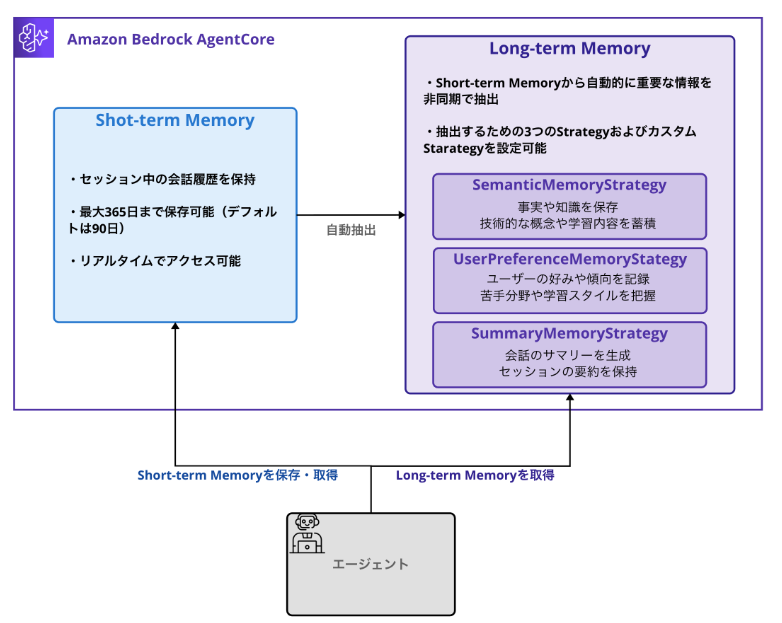 Amazon Bedrock AgentCore
Shot-term Memory
・セッション中の会話履歴を保持
・最大365日まで保存可能（デフォル
トは90日）
・リアルタイムでアクセス可能
自動抽出
Long-term Memory
・Short-term Memoryから自動的に重要な情報を
非同期で抽出
・抽出するための3つのStrategyおよびカスタム
Starategyを設定可能
SemanticMemoryStrategy
事実や知識を保存
技術的な概念や学習内容を蓄積
UserPreferenceMemoryStategy
ユーザーの好みや傾向を記録
苦手分野や学習スタイルを把握
SummaryMemoryStrategy
会話のサマリーを生成
セッションの要約を保持
Short-term Memoryを保存・取得
Long-term Memoryを取得
エージェント